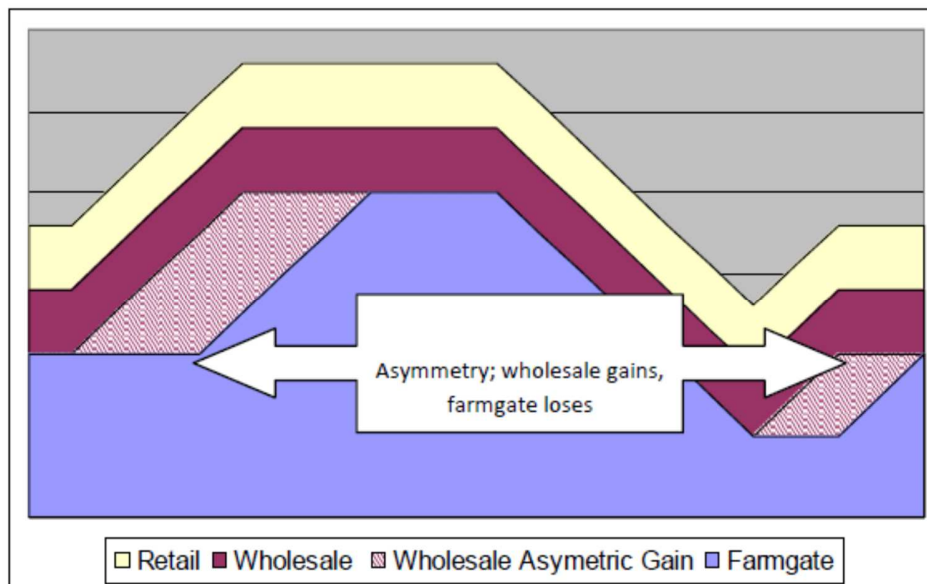 Asymmetry; wholesale gains,
farmgate loses
Retail Wholesale Wholesale Asymetric Gain Farmgate